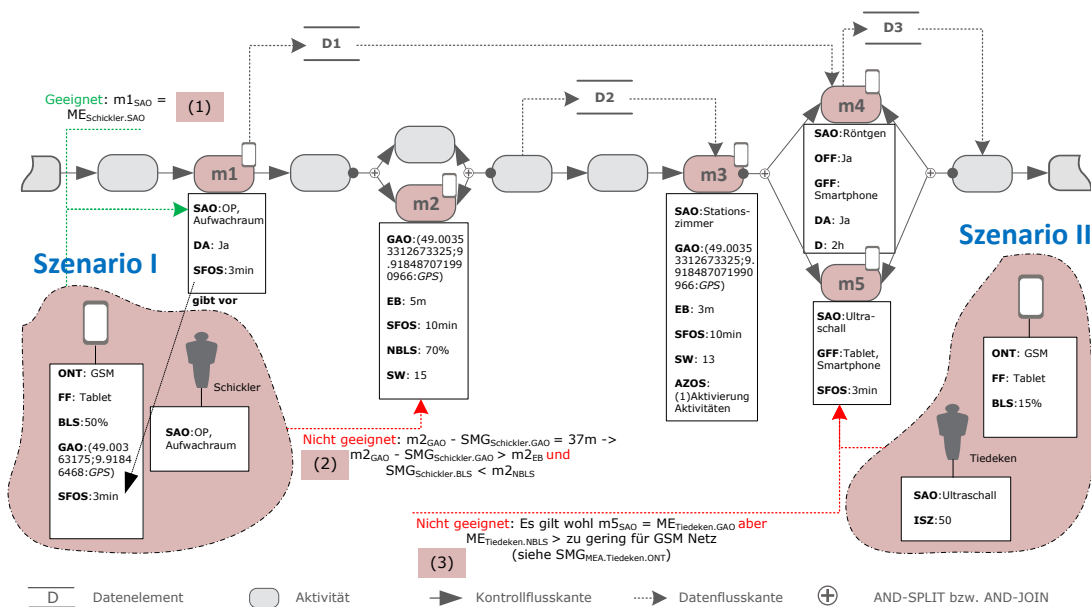 D1
D3
D2
Geeignet: m1SAO =
MESchickler.SAO
(1)
m1
m2
m3
m4
m5
SAO:OP,
Aufwachraum
DA: Ja
SFOS:3min
gibt vor
GAO:(49.0035
3312673325;9
.91848707199
0966:GPS)
EB: 5m
SFOS: 10min
NBLS: 70%
SW: 15
SAO:Stations-
zimmer
GAO:(49.0035
3312673325;9
.918487071990
966:GPS)
EB: 3m
SFOS:10min
SW: 13
AZOS:
(1)Aktivierung
Aktivitäten
SAO:Röntgen
OFF:Ja
GFF:
Smartphone
DA: Ja
D: 2h
SAO:Ultra-
schall
GFF:Tablet,
Smartphone
SFOS:3min
Szenario I
ONT: GSM
FF: Tablet
BLS:50%
GAO:(49.00
63175;9.9184
6468:GPS)
SFOS:3min
Schickler
SAO:OP,
Aufwachraum
Szenario II
ONT: GSM
FF: Tablet
BLS:15%
Tiedeken
SAO:Ultraschall
ISZ:50
Nicht geeignet: m2GAO - SMGSchickler.GAO = 37m ->
m2GAO - SMGSchickler.GAO > m2EB und
SMGSchickler.BLS < m2NBLS
(2)
Nicht geeignet: Es gilt wohl m5SAO = METiedeken.GAO aber
METiedeken.NBLS > zu gering für GSM Netz
(siehe SMGMEA.Tiedeken.ONT)
(3)
D Datenelement
Aktivität
Kontrollflusskante
Datenflusskante
AND-SPLIT bzw. AND-JOIN